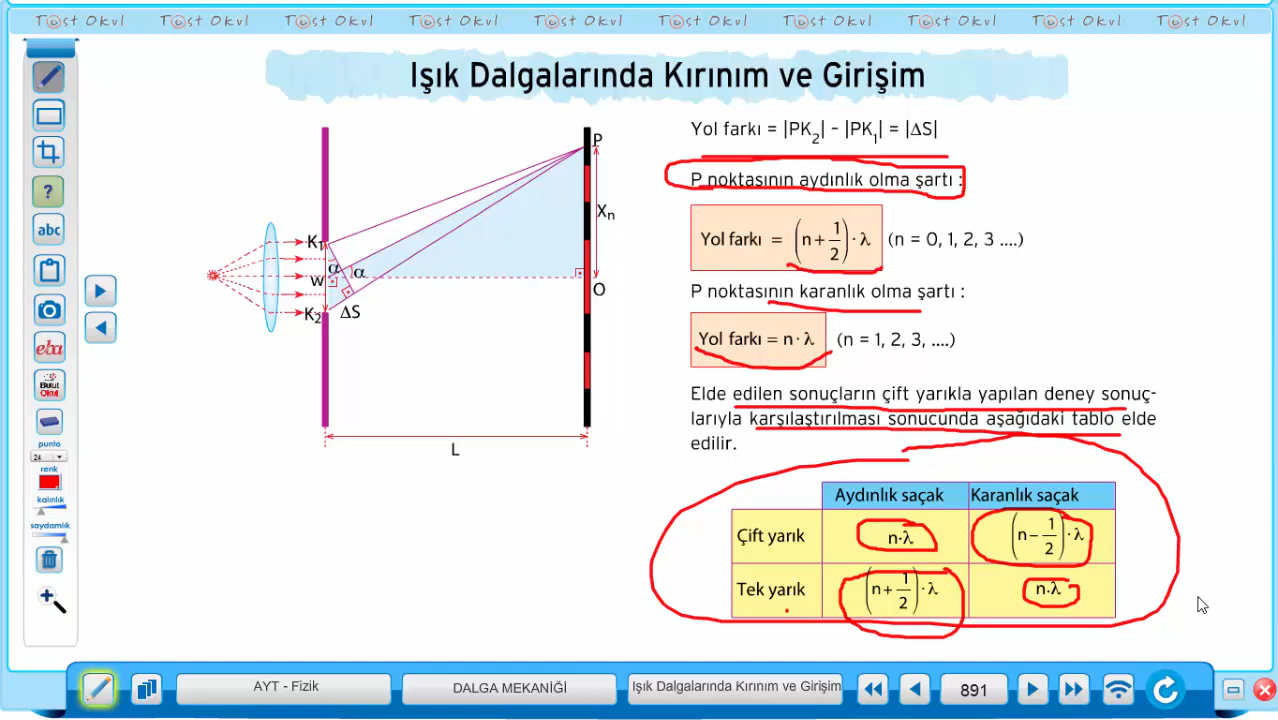 Test Okul Test Okul Test Okul Test Okul Test Okul Test Okul Test Okul Test Okul Test Okul Test Okul
Işık Dalgalarında Kırınım ve Girişim
P
K₁
Xₙ
α
α
w
O
K₂
ΔS
L
Yol farkı = |PK₂| - |PK₁| = |ΔS|
P noktasının aydınlık olma şartı :
Yol farkı = (n + 1/2) · λ (n = 0, 1, 2, 3 ....)
P noktasının karanlık olma şartı :
Yol farkı = n · λ (n = 1, 2, 3, ....)
Elde edilen sonuçların çift yarıkla yapılan deney sonuç-
larıyla karşılaştırılması sonucunda aşağıdaki tablo elde
edilir.
Aydınlık saçak Karanlık saçak
Çift yarık n·λ (n − 1/2) · λ
Tek yarık (n + 1/2) · λ n·λ
?
abc
eba
Bulut
Okul
punto
24
renk
kalınlık
saydamlık
AYT - Fizik DALGA MEKANİĞİ Işık Dalgalarında Kırınım ve Girişim 891